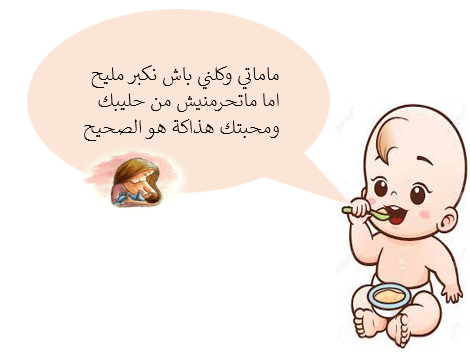 ماماتي وكلني باش نكبر مليح
اما ماتحرمنيش من حليبك
ومحبتك هذاكة هو الصحيح